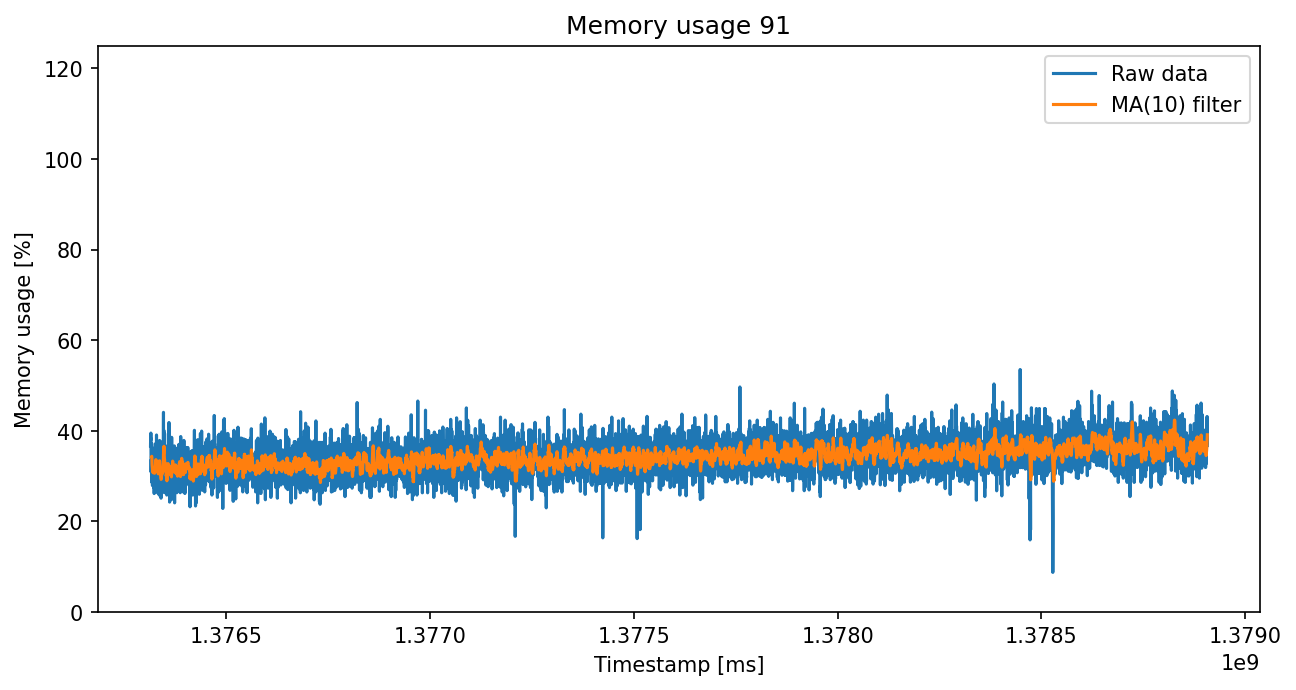 Memory usage 91
Raw data
MA(10) filter
Memory usage [%]
120
100
80
60
40
20
0
1.3765 1.3770 1.3775 1.3780 1.3785 1.3790
1e9
Timestamp [ms]